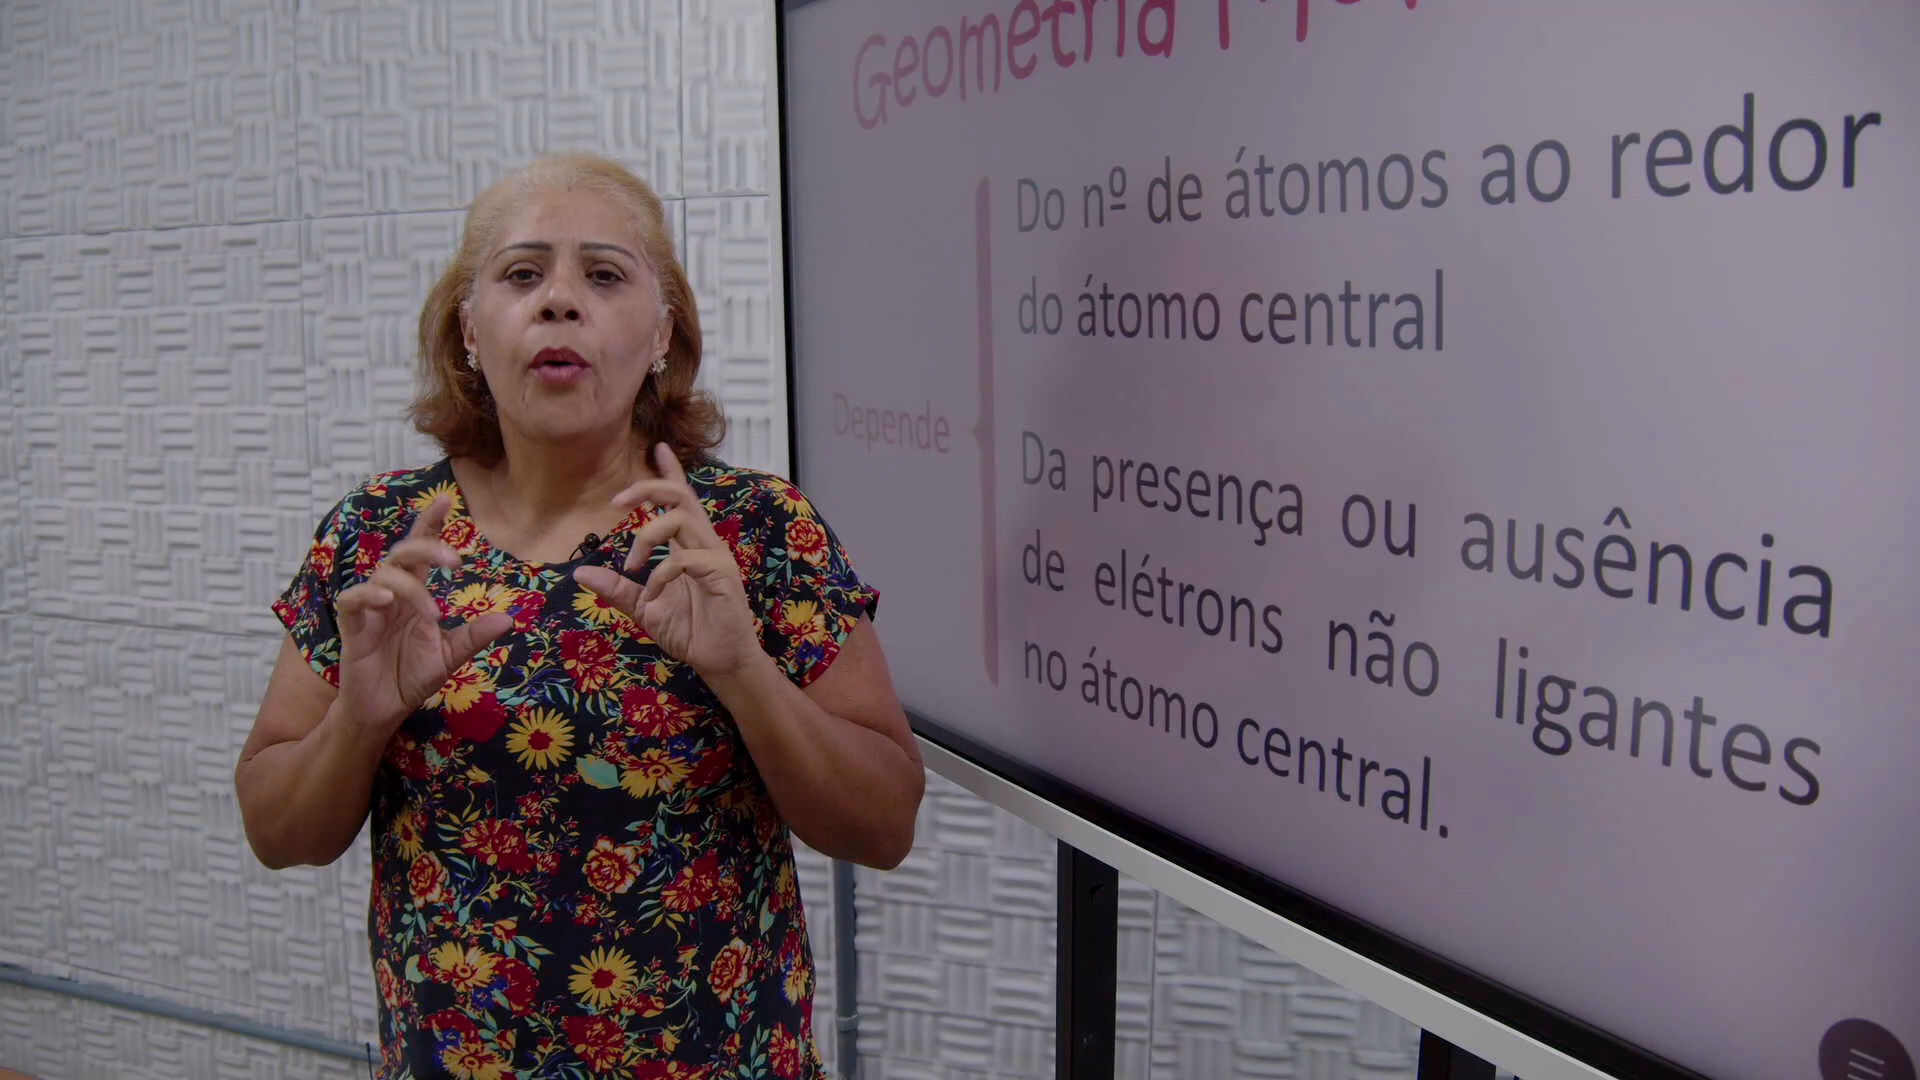 Geometria
Do nº de átomos ao redor
do átomo central
Depende
Da presença ou ausência
de elétrons não ligantes
no átomo central.